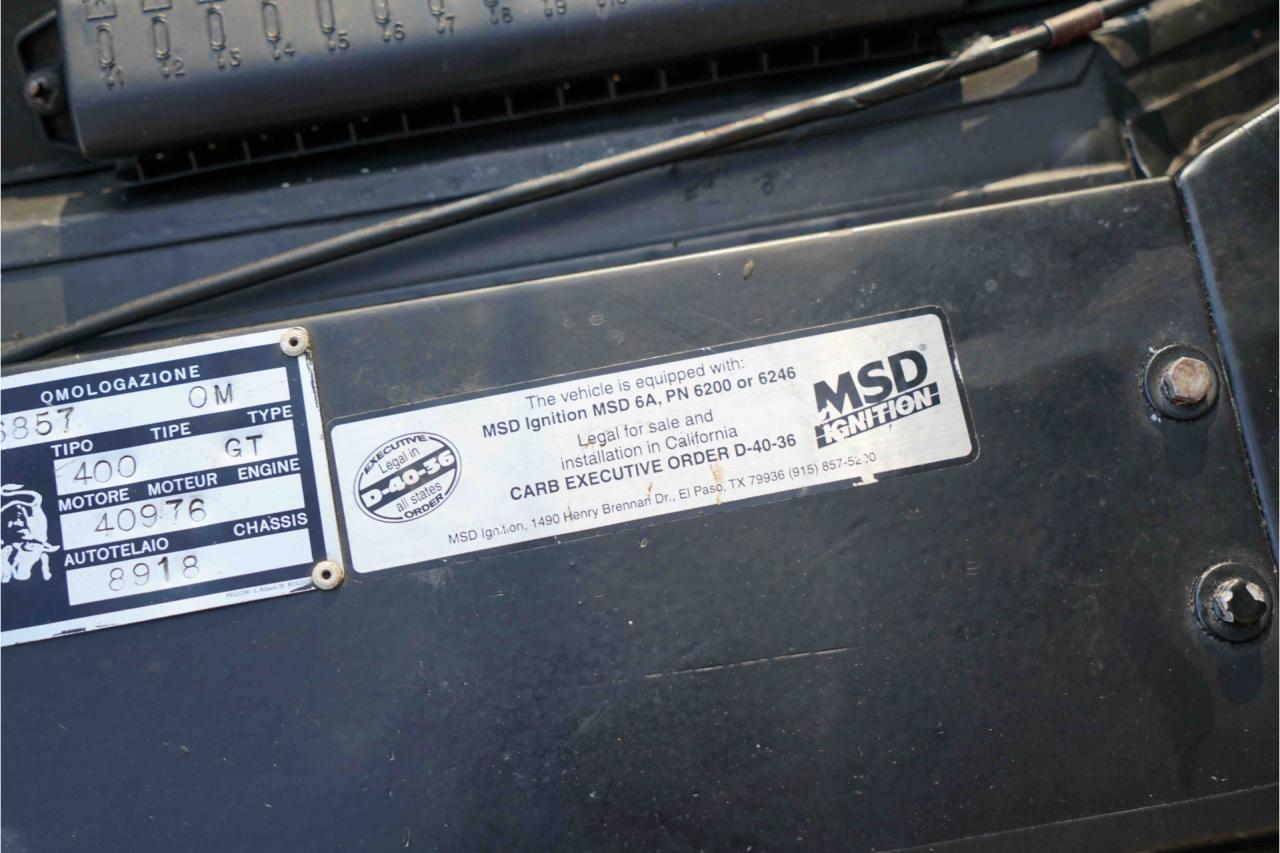 OMOLOGAZIONE
6857 OM
TIPO TIPE TYPE
400 GT
MOTORE MOTEUR ENGINE
40976
AUTOTELAIO CHASSIS
8918
EXECUTIVE
Legal in
D-40-36
all states
ORDER
The vehicle is equipped with:
MSD Ignition MSD 6A, PN 6200 or 6246
Legal for sale and
installation in California
CARB EXECUTIVE ORDER D-40-36
MSD Ignition, 1490 Henry Brennan Dr., El Paso, TX 79936 (915) 857-5200
MSD®
IGNITION